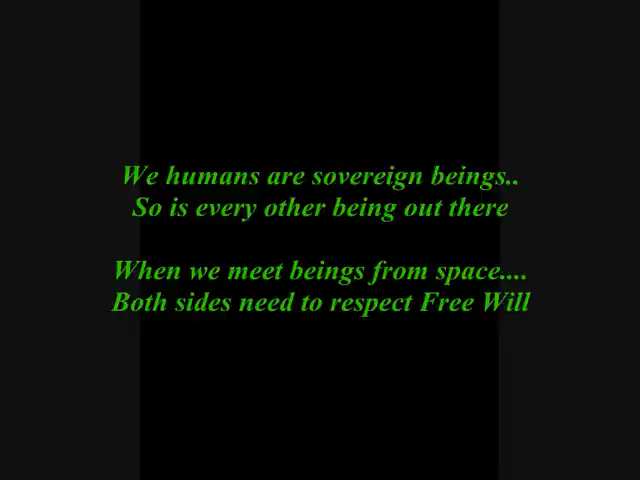 We humans are sovereign beings..
So is every other being out there
When we meet beings from space....
Both sides need to respect Free Will